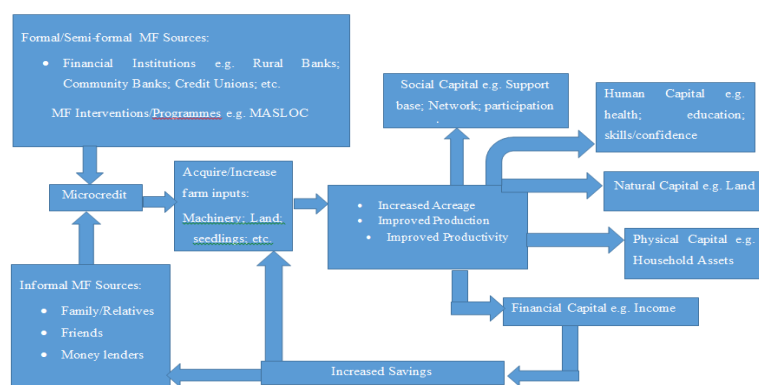 Formal/Semi-formal MF Sources:
• Financial Institutions e.g. Rural Banks;
Community Banks; Credit Unions; etc.
MF Interventions/Programmes e.g. MASLOC
Microcredit
Informal MF Sources:
• Family/Relatives
• Friends
• Money lenders
Acquire/Increase
farm inputs:
Machinery; Land;
seedlings; etc.
• Increased Acreage
• Improved Production
• Improved Productivity
Social Capital e.g. Support
base; Network; participation
.
Human Capital e.g.
health; education;
skills/confidence
Natural Capital e.g. Land
Physical Capital e.g.
Household Assets
Financial Capital e.g. Income
Increased Savings